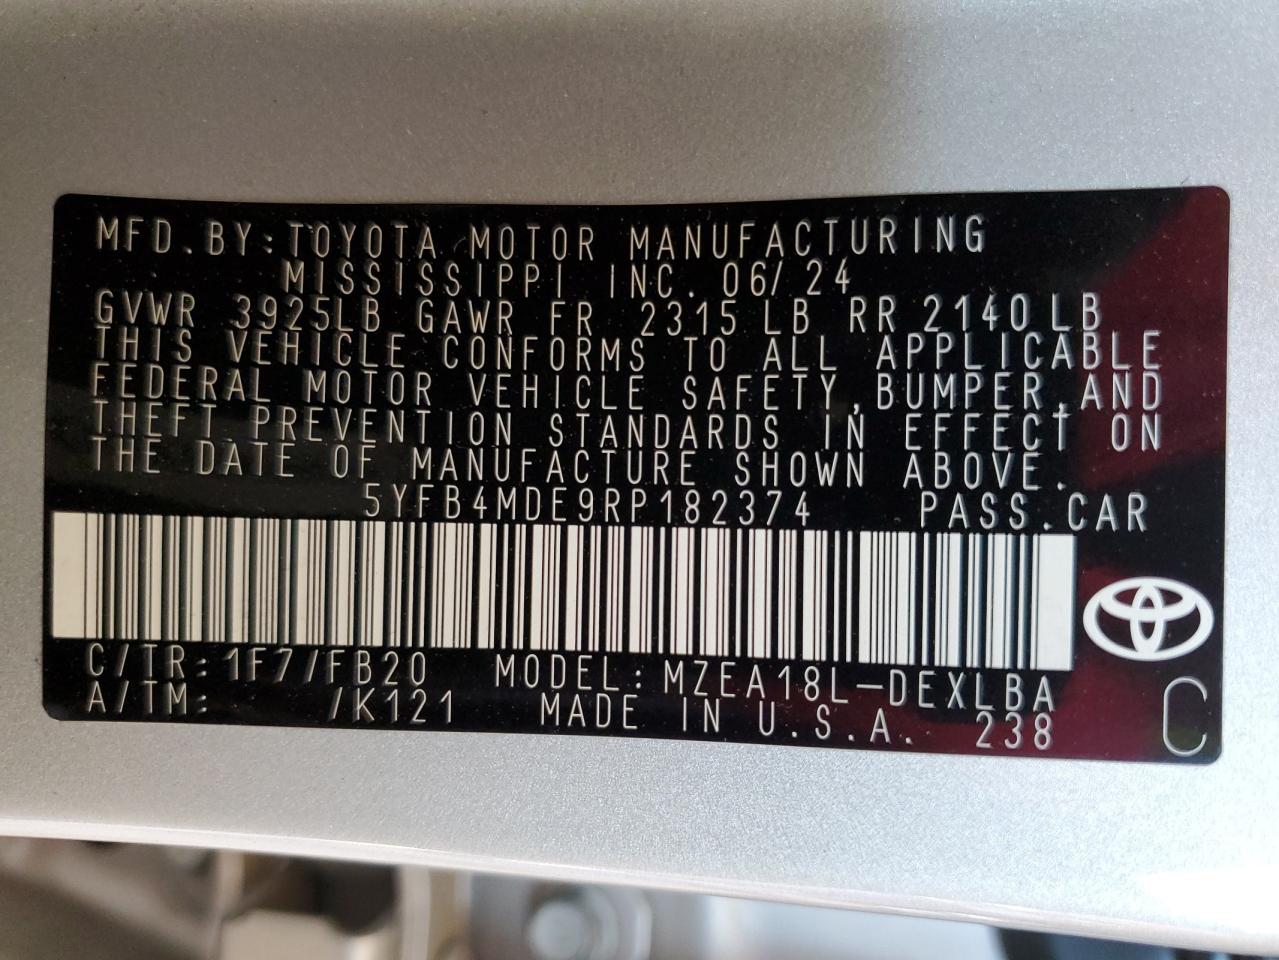 MFD.BY:TOYOTA MOTOR MANUFACTURING
MISSISSIPPI INC. 06/24
GVWR 3925LB GAWR FR 2315 LB RR 2140 LB
THIS VEHICLE CONFORMS TO ALL APPLICABLE
FEDERAL MOTOR VEHICLE SAFETY, BUMPER, AND
THEFT PREVENTION STANDARDS IN EFFECT ON
THE DATE OF MANUFACTURE SHOWN ABOVE.
5YFB4MDE9RP182374 PASS.CAR
C/TR:1F7/FB20 MODEL:MZEA18L-DEXLBA
A/TM: /K121 MADE IN U.S.A. 238 C